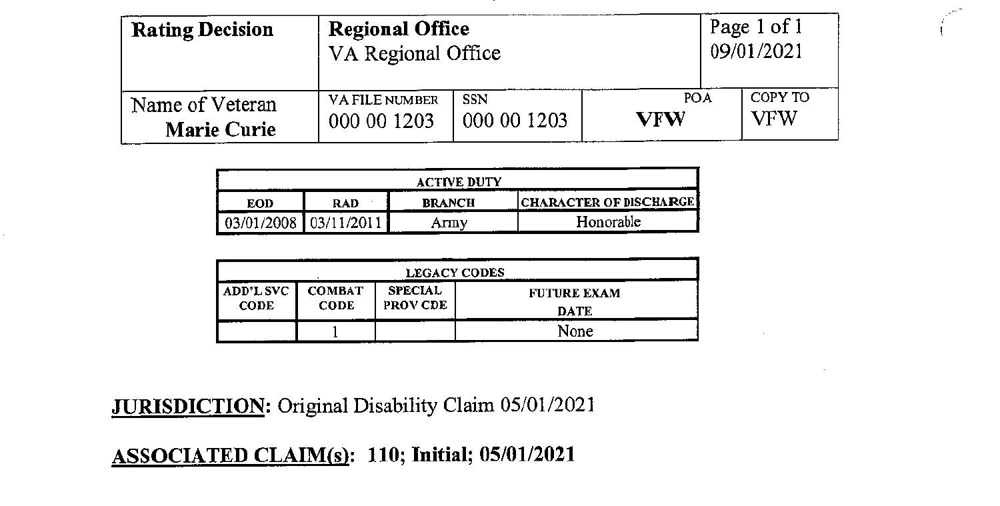 Rating Decision
Regional Office
VA Regional Office
Page 1 of 1
09/01/2021
Name of Veteran
Marie Curie
VA FILE NUMBER
000 00 1203
SSN
000 00 1203
POA
VFW
COPY TO
VFW
ACTIVE DUTY
EOD RAD BRANCH CHARACTER OF DISCHARGE
03/01/2008 03/11/2011 Army Honorable
LEGACY CODES
ADD'L SVC CODE COMBAT CODE SPECIAL PROV CDE FUTURE EXAM DATE
1 None
JURISDICTION: Original Disability Claim 05/01/2021
ASSOCIATED CLAIM(s): 110; Initial; 05/01/2021